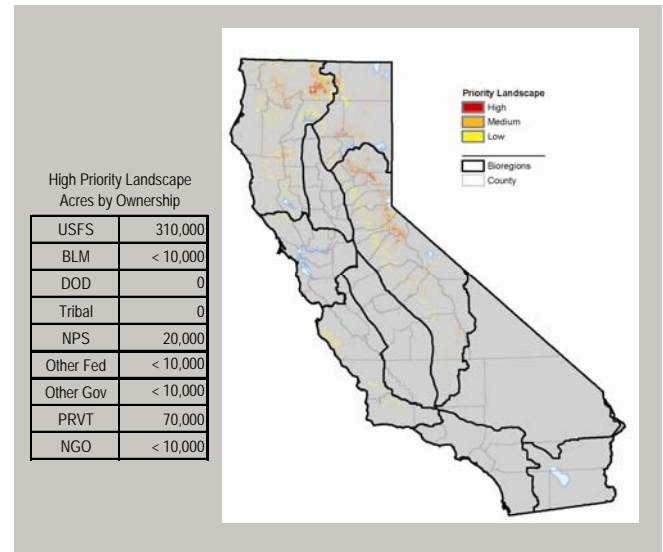 High Priority Landscape
Acres by Ownership
USFS 310,000
BLM < 10,000
DOD 0
Tribal 0
NPS 20,000
Other Fed < 10,000
Other Gov < 10,000
PRVT 70,000
NGO < 10,000
Priority Landscape
High
Medium
Low
Bioregions
County